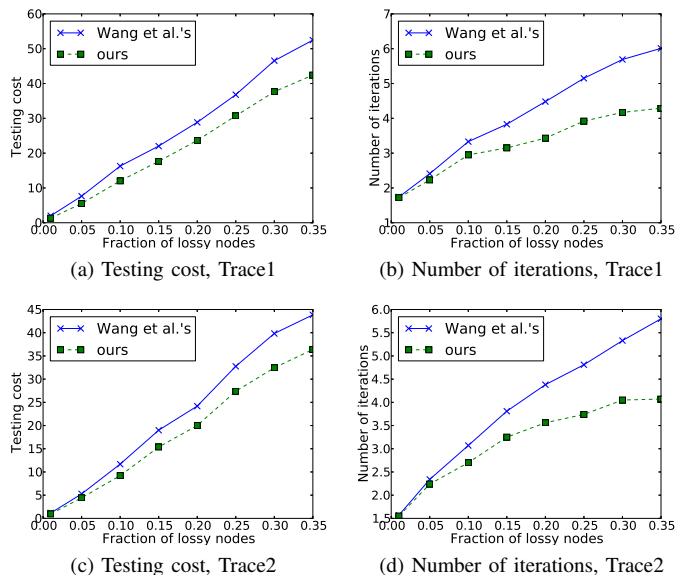 60
50
40
30
20
10
0
Testing cost
Wang et al.'s
ours
0.00 0.05 0.10 0.15 0.20 0.25 0.30 0.35
Fraction of lossy nodes
(a) Testing cost, Trace1
7
6
5
4
3
2
1
Number of iterations
Wang et al.'s
ours
0.00 0.05 0.10 0.15 0.20 0.25 0.30 0.35
Fraction of lossy nodes
(b) Number of iterations, Trace1
45
40
35
30
25
20
15
10
5
0
Testing cost
Wang et al.'s
ours
0.00 0.05 0.10 0.15 0.20 0.25 0.30 0.35
Fraction of lossy nodes
(c) Testing cost, Trace2
6.0
5.5
5.0
4.5
4.0
3.5
3.0
2.5
2.0
1.5
Number of iterations
Wang et al.'s
ours
0.00 0.05 0.10 0.15 0.20 0.25 0.30 0.35
Fraction of lossy nodes
(d) Number of iterations, Trace2